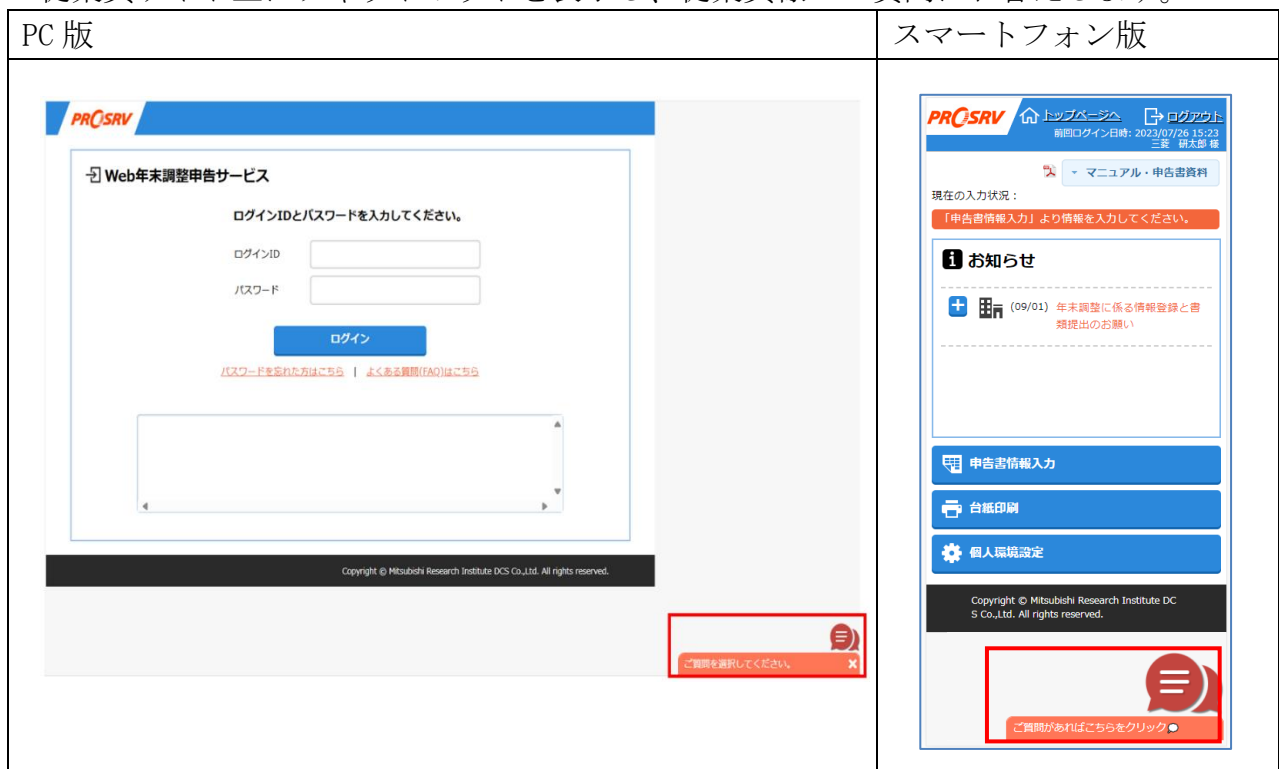 PC版
スマートフォン版
PROSRV
Web年末調整申告サービス
ログインIDとパスワードを入力してください。
ログインID
パスワード
ログイン
パスワードを忘れた方はこちら | よくある質問(FAQ)はこちら
Copyright © Mitsubishi Research Institute DCS Co.,Ltd. All rights reserved.
ご質問を選択してください。 ×
PROSRV トップページへ ログアウト
前回ログイン日時: 2023/07/26 15:23
三菱 研太郎 様
マニュアル・申告書資料
現在の入力状況：
「申告書情報入力」より情報を入力してください。
お知らせ
(09/01) 年末調整に係る情報登録と書
類提出のお願い
申告書情報入力
台紙印刷
個人環境設定
Copyright © Mitsubishi Research Institute DC
S Co.,Ltd. All rights reserved.
ご質問があればこちらをクリック